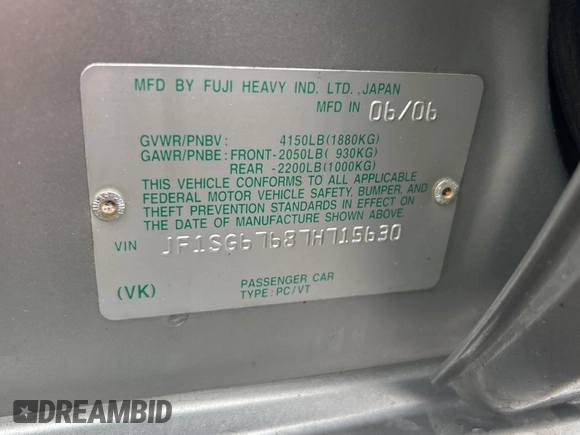 MFD BY FUJI HEAVY IND. LTD.,JAPAN
MFD IN 06/06
GVWR/PNBV: 4150LB(1880KG)
GAWR/PNBE: FRONT-2050LB( 930KG)
REAR -2200LB(1000KG)
THIS VEHICLE CONFORMS TO ALL APPLICABLE
FEDERAL MOTOR VEHICLE SAFETY, BUMPER, AND
THEFT PREVENTION STANDARDS IN EFFECT ON
THE DATE OF MANUFACTURE SHOWN ABOVE.
VIN JF1SG67687H715630
(VK) PASSENGER CAR
TYPE:PC/VT
DREAMBID